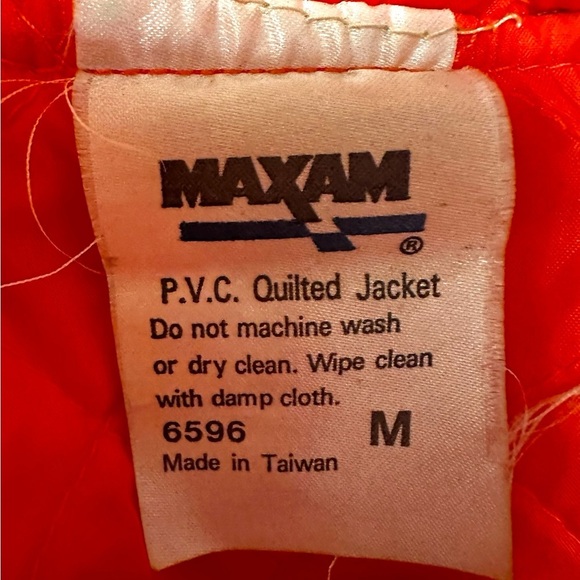 MAXAM
®
P.V.C. Quilted Jacket
Do not machine wash
or dry clean. Wipe clean
with damp cloth.
6596 M
Made in Taiwan